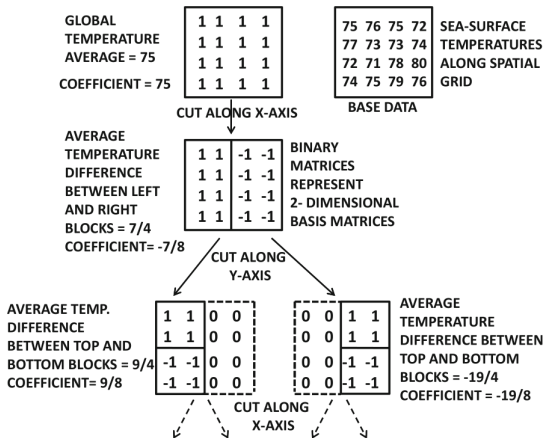 GLOBAL
TEMPERATURE
AVERAGE = 75
COEFFICIENT = 75
1 1 1 1
1 1 1 1
1 1 1 1
1 1 1 1
75 76 75 72
77 73 73 74
72 71 78 80
74 75 79 76
SEA-SURFACE
TEMPERATURES
ALONG SPATIAL
GRID
BASE DATA
CUT ALONG X-AXIS
AVERAGE
TEMPERATURE
DIFFERENCE
BETWEEN LEFT
AND RIGHT
BLOCKS = 7/4
COEFFICIENT= -7/8
1 1 -1 -1
1 1 -1 -1
1 1 -1 -1
1 1 -1 -1
BINARY
MATRICES
REPRESENT
2- DIMENSIONAL
BASIS MATRICES
CUT ALONG
Y-AXIS
AVERAGE TEMP.
DIFFERENCE
BETWEEN TOP AND
BOTTOM BLOCKS = 9/4
COEFFICIENT= 9/8
1 1 0 0
1 1 0 0
-1 -1 0 0
-1 -1 0 0
0 0 1 1
0 0 1 1
0 0 -1 -1
0 0 -1 -1
AVERAGE
TEMPERATURE
DIFFERENCE BETWEEN
TOP AND BOTTOM
BLOCKS = -19/4
COEFFICIENT = -19/8
CUT ALONG
X-AXIS